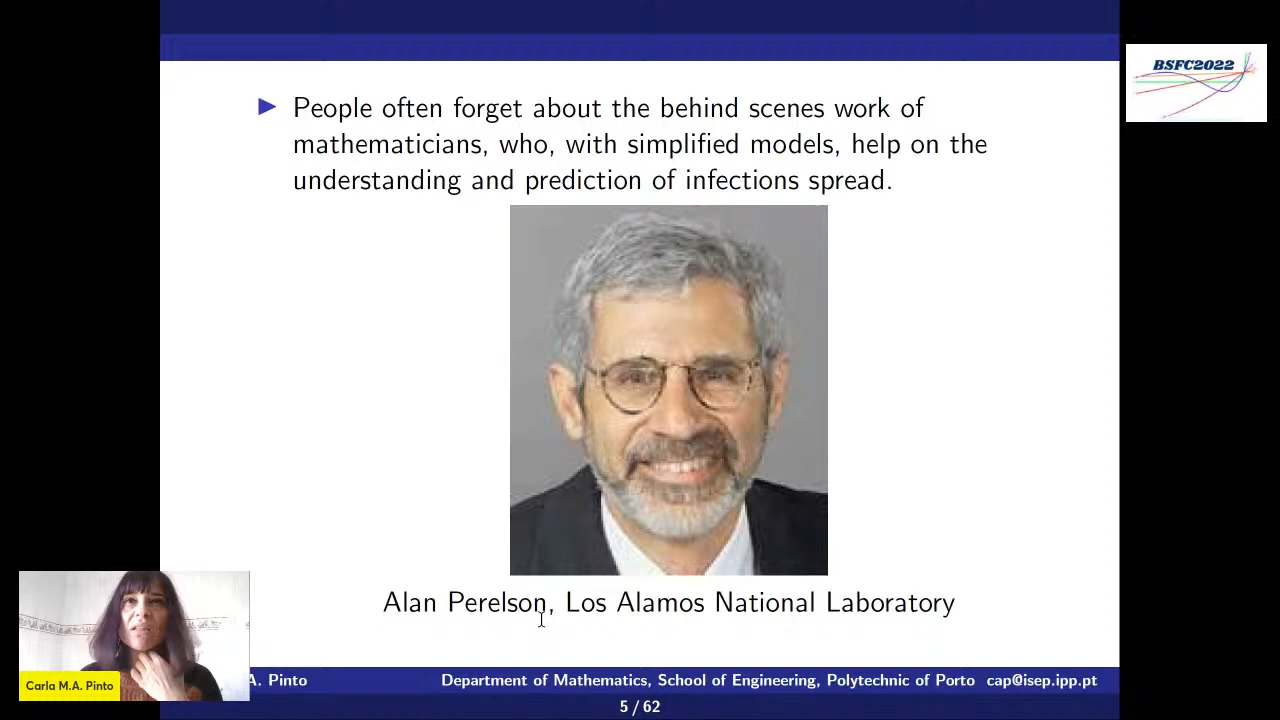 ▶ People often forget about the behind scenes work of
mathematicians, who, with simplified models, help on the
understanding and prediction of infections spread.
BSFC2022
Alan Perelson, Los Alamos National Laboratory
Carla M.A. Pinto
A. Pinto
Department of Mathematics, School of Engineering, Polytechnic of Porto cap@isep.ipp.pt
5 / 62